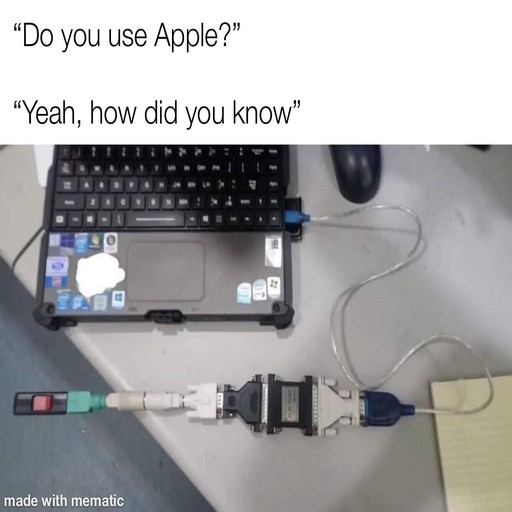 “Do you use Apple?”
“Yeah, how did you know”
made with mematic